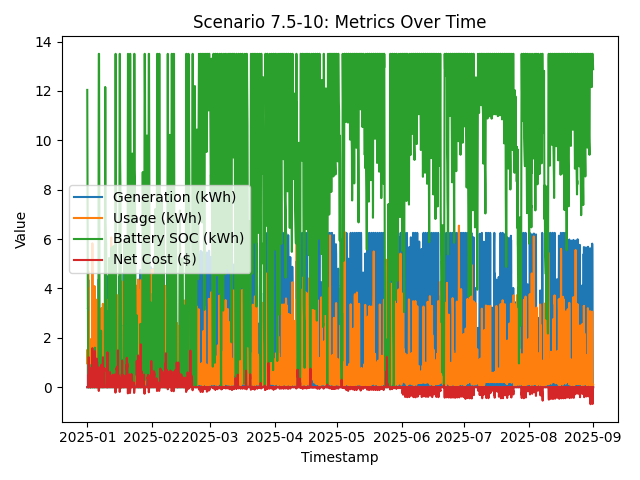 Scenario 7.5-10: Metrics Over Time
14
12
10
8
6
4
2
0
Value
Generation (kWh)
Usage (kWh)
Battery SOC (kWh)
Net Cost ($)
2025-01 2025-02 2025-03 2025-04 2025-05 2025-06 2025-07 2025-08 2025-09
Timestamp